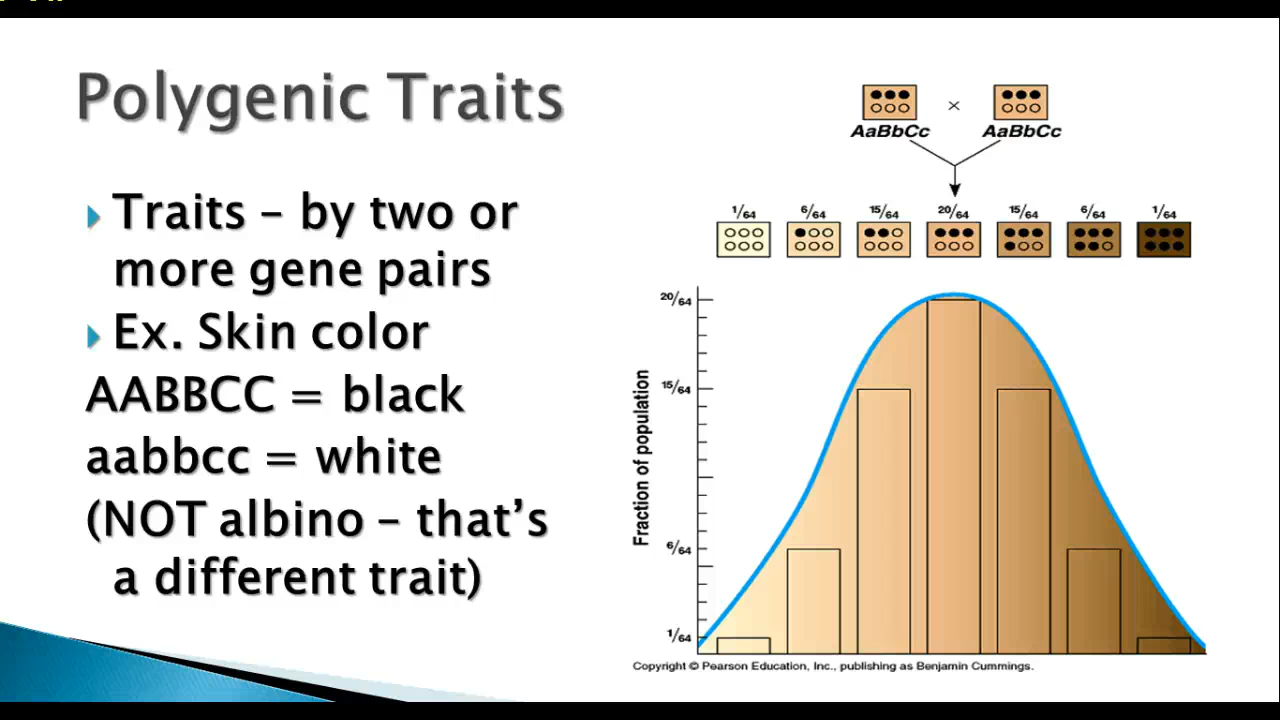 Polygenic Traits
Traits – by two or
more gene pairs
Ex. Skin color
AABBCC = black
aabbcc = white
(NOT albino – that’s
a different trait)
×
AaBbCc AaBbCc
1/64 6/64 15/64 20/64 15/64 6/64 1/64
20/64
15/64
6/64
1/64
Fraction of population
Copyright © Pearson Education, Inc., publishing as Benjamin Cummings.